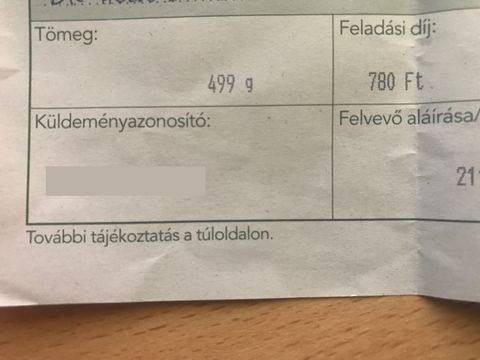 Tömeg:
Feladási díj:
499 g
780 Ft
Küldeményazonosító:
Felvevő aláírása/
21
További tájékoztatás a túloldalon.